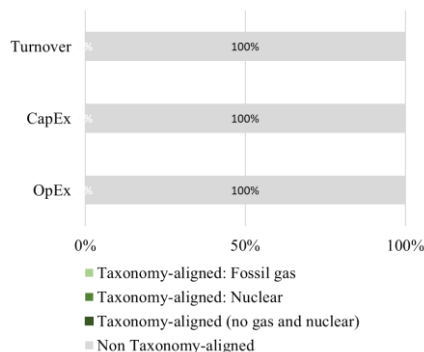 Turnover % 100%
CapEx % 100%
OpEx % 100%
0% 50% 100%
Taxonomy-aligned: Fossil gas
Taxonomy-aligned: Nuclear
Taxonomy-aligned (no gas and nuclear)
Non Taxonomy-aligned